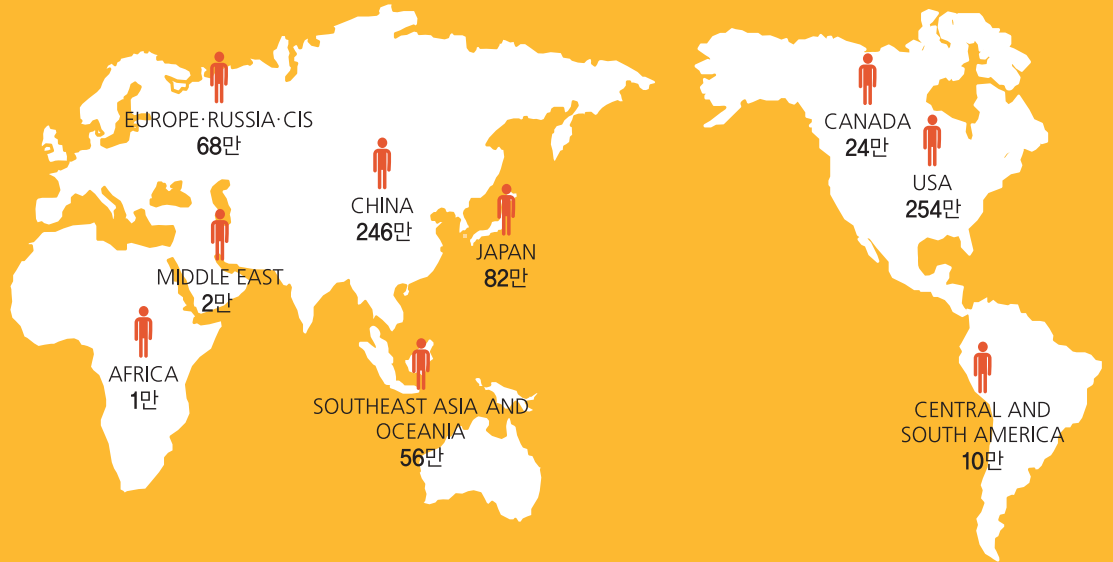 EUROPE·RUSSIA·CIS
68만
CHINA
246만
JAPAN
82만
MIDDLE EAST
2만
AFRICA
1만
SOUTHEAST ASIA AND
OCEANIA
56만
CANADA
24만
USA
254만
CENTRAL AND
SOUTH AMERICA
10만